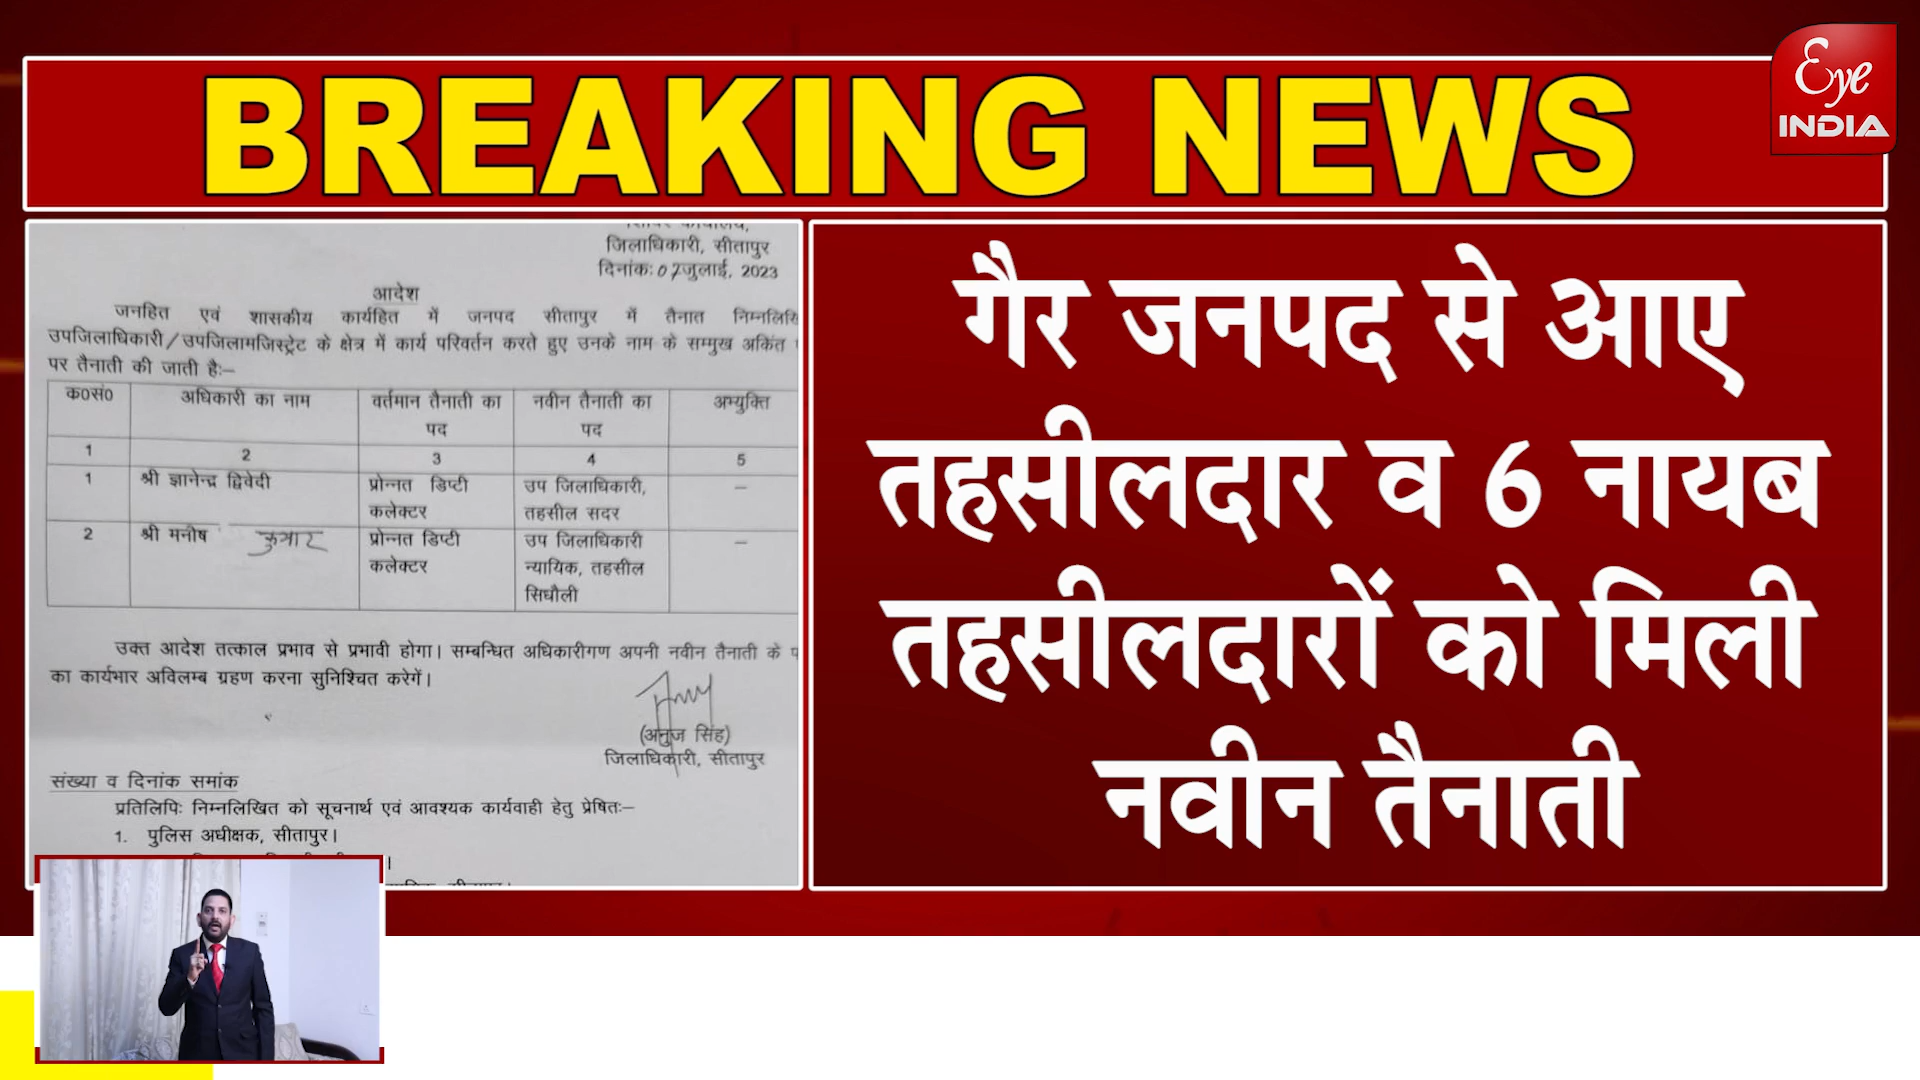 BREAKING NEWS
Eye
INDIA
जिलाधिकारी, सीतापुर
दिनांकः07जुलाई, 2023
आदेश
जनहित एवं शासकीय कार्यहित में जनपद सीतापुर में तैनात
उपजिलाधिकारी/उपजिलामजिस्ट्रेट के क्षेत्र में कार्य परिवर्तन करते हुए उनके नाम के सम्मुख अकिंत
पर तैनाती की जाती हैः–
क0सं0 अधिकारी का नाम वर्तमान तैनाती का पद नवीन तैनाती का पद अभ्युक्ति
1 2 3 4 5
1 श्री ज्ञानेन्द्र द्विवेदी प्रोन्नत डिप्टी कलेक्टर उप जिलाधिकारी, तहसील सदर –
2 श्री मनीष कुमार प्रोन्नत डिप्टी कलेक्टर उप जिलाधिकारी न्यायिक, तहसील सिधौली –
उक्त आदेश तत्काल प्रभाव से प्रभावी होगा। सम्बन्धित अधिकारीगण अपनी नवीन तैनाती के
का कार्यभार अविलम्ब ग्रहण करना सुनिश्चित करेगें।
(अनुज सिंह)
जिलाधिकारी, सीतापुर
संख्या व दिनांक समांक
प्रतिलिपिः निम्नलिखित को सूचनार्थ एवं आवश्यक कार्यवाही हेतु प्रेषितः–
1. पुलिस अधीक्षक, सीतापुर।
गैर जनपद से आए
तहसीलदार व 6 नायब
तहसीलदारों को मिली
नवीन तैनाती